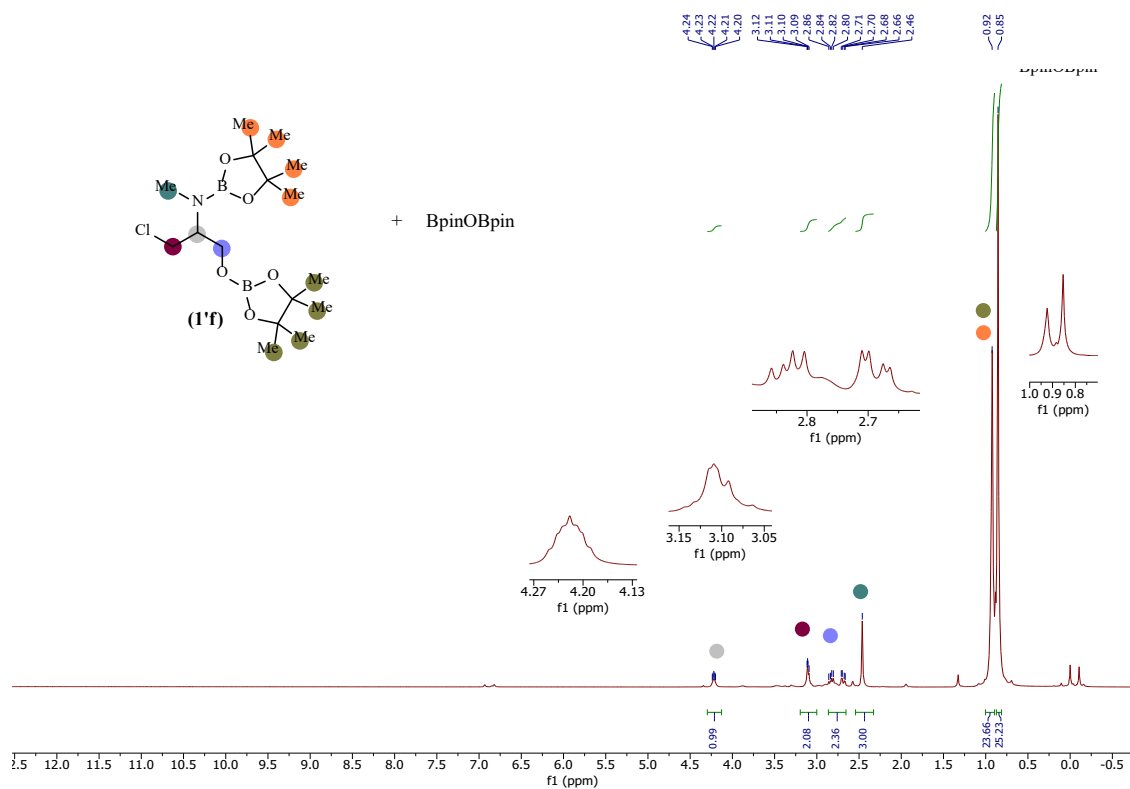 4.24
4.23
4.22
4.21
4.20
3.12
3.11
3.10
3.09
2.86
2.84
2.82
2.80
2.71
2.70
2.68
2.66
2.46
0.92
0.85
BpinOBpin
Me
Me
Me
Me
Me
O
B
O
N
Cl
O
B
O
O
Me
Me
Me
Me
(1'f)
+ BpinOBpin
1.0 0.9 0.8
f1 (ppm)
2.8 2.7
f1 (ppm)
3.15 3.10 3.05
f1 (ppm)
4.27 4.20 4.13
f1 (ppm)
0.99
2.08
2.36
3.00
23.66
25.23
2.5 12.0 11.5 11.0 10.5 10.0 9.5 9.0 8.5 8.0 7.5 7.0 6.5 6.0 5.5 5.0 4.5 4.0 3.5 3.0 2.5 2.0 1.5 1.0 0.5 0.0 -0.5
f1 (ppm)